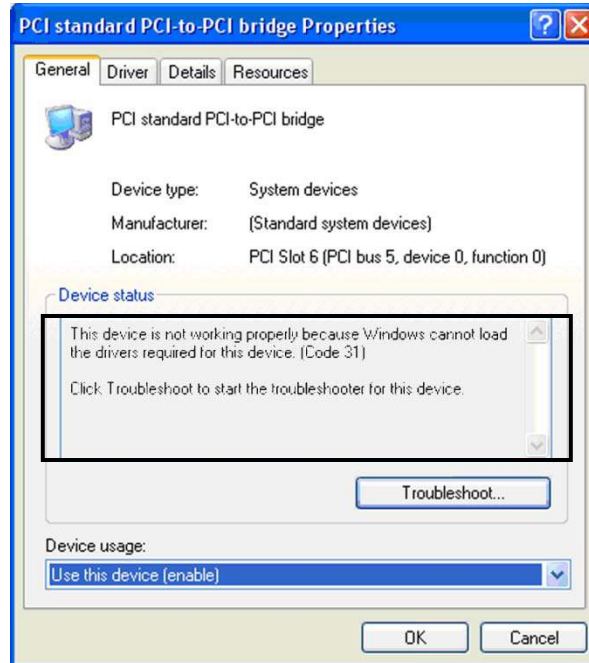 PCI standard PCI-to-PCI bridge Properties
General Driver Details Resources
PCI standard PCI-to-PCI bridge
Device type: System devices
Manufacturer: (Standard system devices)
Location: PCI Slot 6 (PCI bus 5, device 0, function 0)
Device status
This device is not working properly because Windows cannot load
the drivers required for this device. (Code 31)
Click Troubleshoot to start the troubleshooter for this device.
Troubleshoot...
Device usage:
Use this device (enable)
OK Cancel